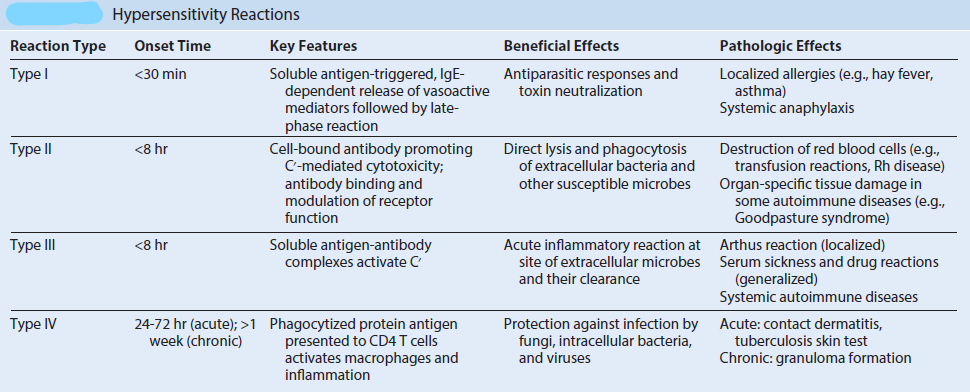 Hypersensitivity Reactions
Reaction Type Onset Time Key Features Beneficial Effects Pathologic Effects
Type I <30 min Soluble antigen-triggered, IgE- Antiparasitic responses and Localized allergies (e.g., hay fever,
dependent release of vasoactive toxin neutralization asthma)
mediators followed by late- Systemic anaphylaxis
phase reaction
Type II <8 hr Cell-bound antibody promoting Direct lysis and phagocytosis Destruction of red blood cells (e.g.,
C′-mediated cytotoxicity; of extracellular bacteria and transfusion reactions, Rh disease)
antibody binding and other susceptible microbes Organ-specific tissue damage in
modulation of receptor some autoimmune diseases (e.g.,
function Goodpasture syndrome)
Type III <8 hr Soluble antigen-antibody Acute inflammatory reaction at Arthus reaction (localized)
complexes activate C′ site of extracellular microbes Serum sickness and drug reactions
and their clearance (generalized)
Systemic autoimmune diseases
Type IV 24-72 hr (acute); >1 Phagocytized protein antigen Protection against infection by Acute: contact dermatitis,
week (chronic) presented to CD4 T cells fungi, intracellular bacteria, tuberculosis skin test
activates macrophages and and viruses Chronic: granuloma formation
inflammation